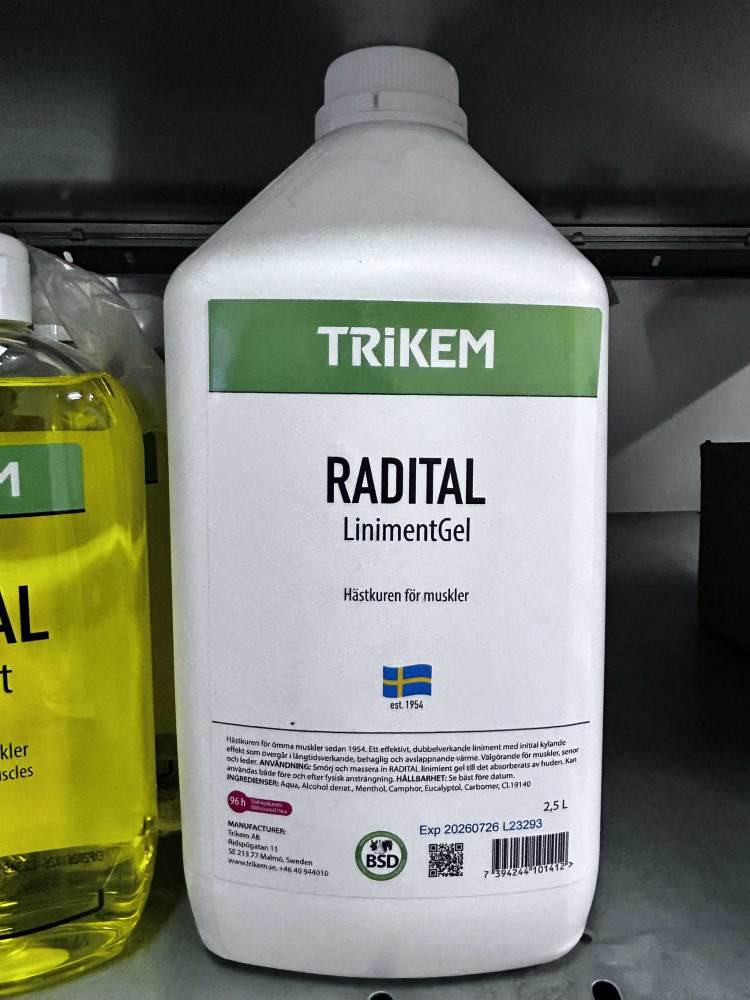 TRiKEM
RADITAL
LinimentGel
Hästkuren för muskler
est. 1954
Hästkuren för ömma muskler sedan 1954. Ett effektivt, dubbelverkande liniment med initial kylande
effekt som övergår i långtidsverkande, behaglig och avslappnande värme. Välgörande för muskler, senor
och leder. ANVÄNDNING: Smörj och massera in RADITAL liniment gel till det absorberats av huden. Kan
användas både före och efter fysisk ansträngning. HÅLLBARHET: Se bäst före datum.
INGREDIENSER: Aqua, Alcohol denat., Menthol, Camphor, Eucalyptol, Carbomer, CI.19140
96 h
2,5 L
MANUFACTURER:
Trikem AB
Ridspögatan 11
SE 213 77 Malmö, Sweden
www.trikem.se, +46 40 944010
BSD
Exp 20260726 L23293
7 394244 101412 >
M
AL
t
kler
scles